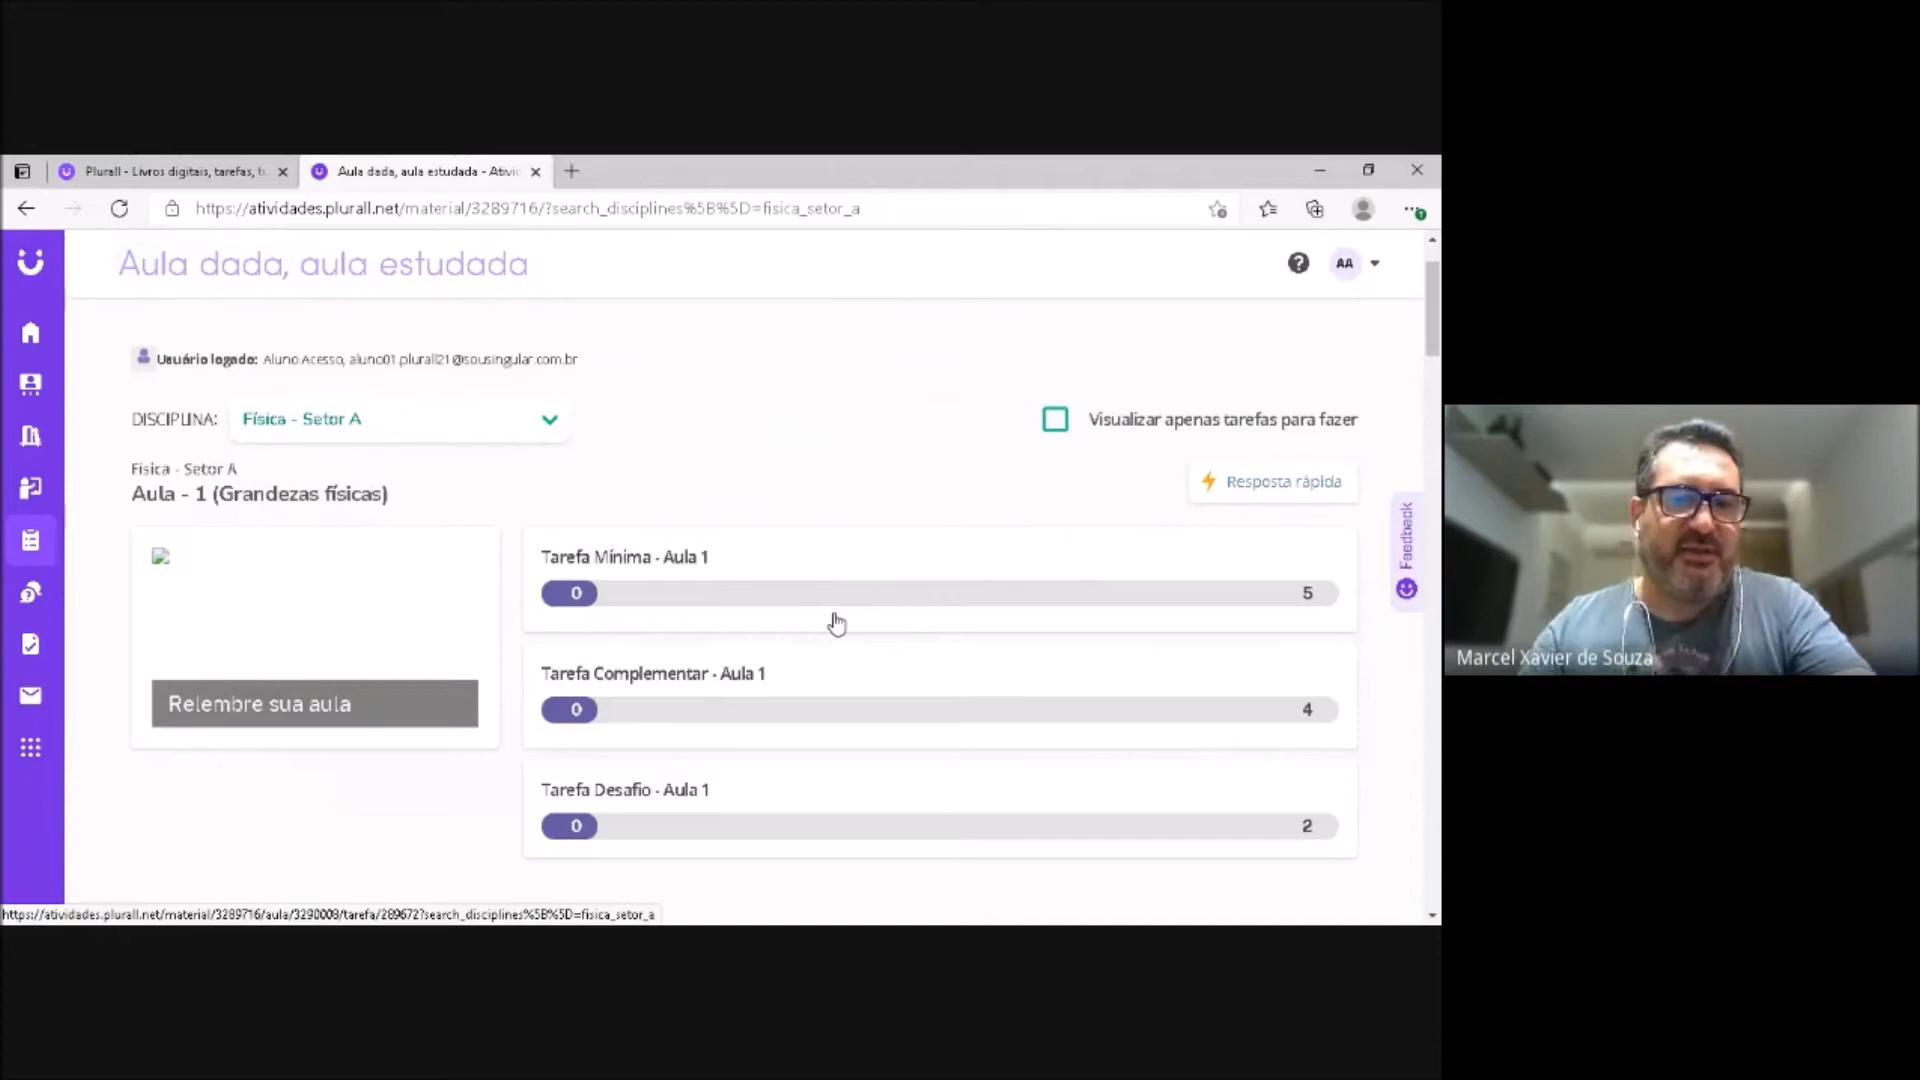 Plurall - Livros digitais, tarefas, t
Aula dada, aula estudada - Ativi
https://atividades.plurall.net/material/3289716/?search_disciplines%5B%5D=fisica_setor_a
Aula dada, aula estudada
AA
Usuário logado: Aluno Acesso, aluno01.plurall21@sousingular.com.br
DISCIPLINA:
Física - Setor A
Visualizar apenas tarefas para fazer
Física - Setor A
Aula - 1 (Grandezas físicas)
Resposta rápida
Feedback
Tarefa Mínima - Aula 1
0
5
Relembre sua aula
Tarefa Complementar - Aula 1
0
4
Tarefa Desafio - Aula 1
0
2
https://atividades.plurall.net/material/3289716/aula/3290008/tarefa/289672?search_disciplines%5B%5D=fisica_setor_a
Marcel Xavier de Souza